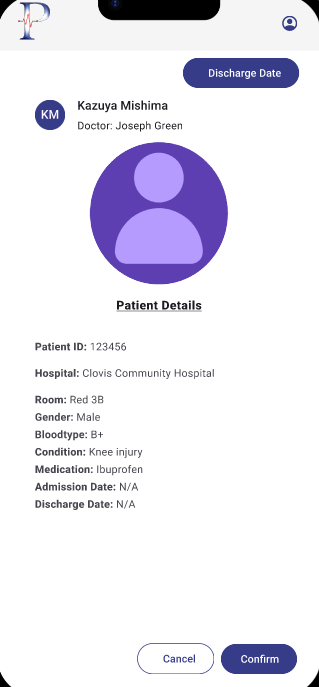 P
Discharge Date
KM
Kazuya Mishima
Doctor: Joseph Green
Patient Details
Patient ID: 123456
Hospital: Clovis Community Hospital
Room: Red 3B
Gender: Male
Bloodtype: B+
Condition: Knee injury
Medication: Ibuprofen
Admission Date: N/A
Discharge Date: N/A
Cancel
Confirm